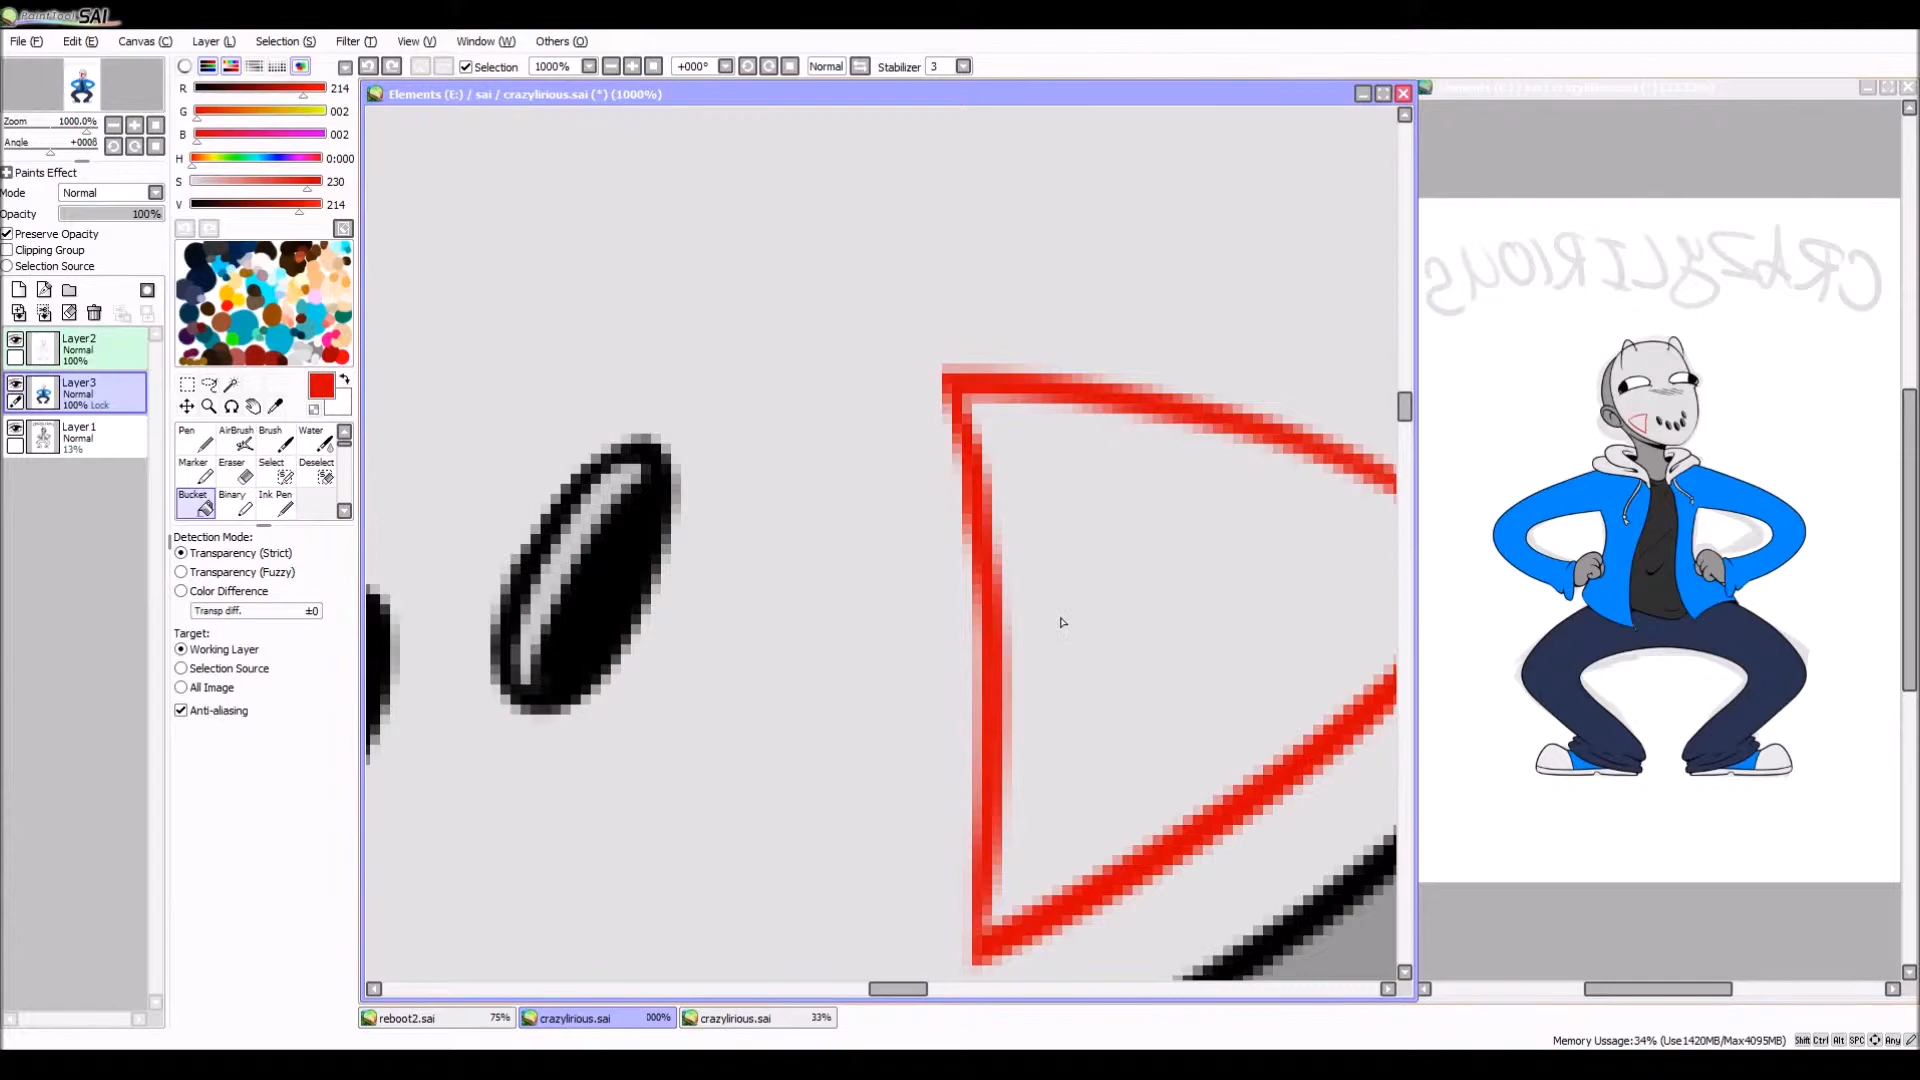 PaintTool SAI
File (F) Edit (E) Canvas (C) Layer (L) Selection (S) Filter (T) View (V) Window (W) Others (O)
Selection 1000% +000° Normal Stabilizer 3
Elements (E:) / sai / crazylirious.sai (*) (1000%)
R 214
G 002
B 002
H 0:000
S 230
V 214
Zoom 1000.0%
Angle +000ß
Paints Effect
Mode Normal
Opacity 100%
Preserve Opacity
Clipping Group
Selection Source
Layer2
Normal
100%
Layer3
Normal
100% Lock
Layer1
Normal
13%
Pen AirBrush Brush Water
Marker Eraser Select Deselect
Bucket Binary Ink Pen
Detection Mode:
Transparency (Strict)
Transparency (Fuzzy)
Color Difference
Transp diff. ±0
Target:
Working Layer
Selection Source
All Image
Anti-aliasing
CRAZyLIRIOUS
reboot2.sai 75% crazylirious.sai 000% crazylirious.sai 33%
Memory Ussage:34% (Use1420MB/Max4095MB) Shift Ctrl Alt SPC Any